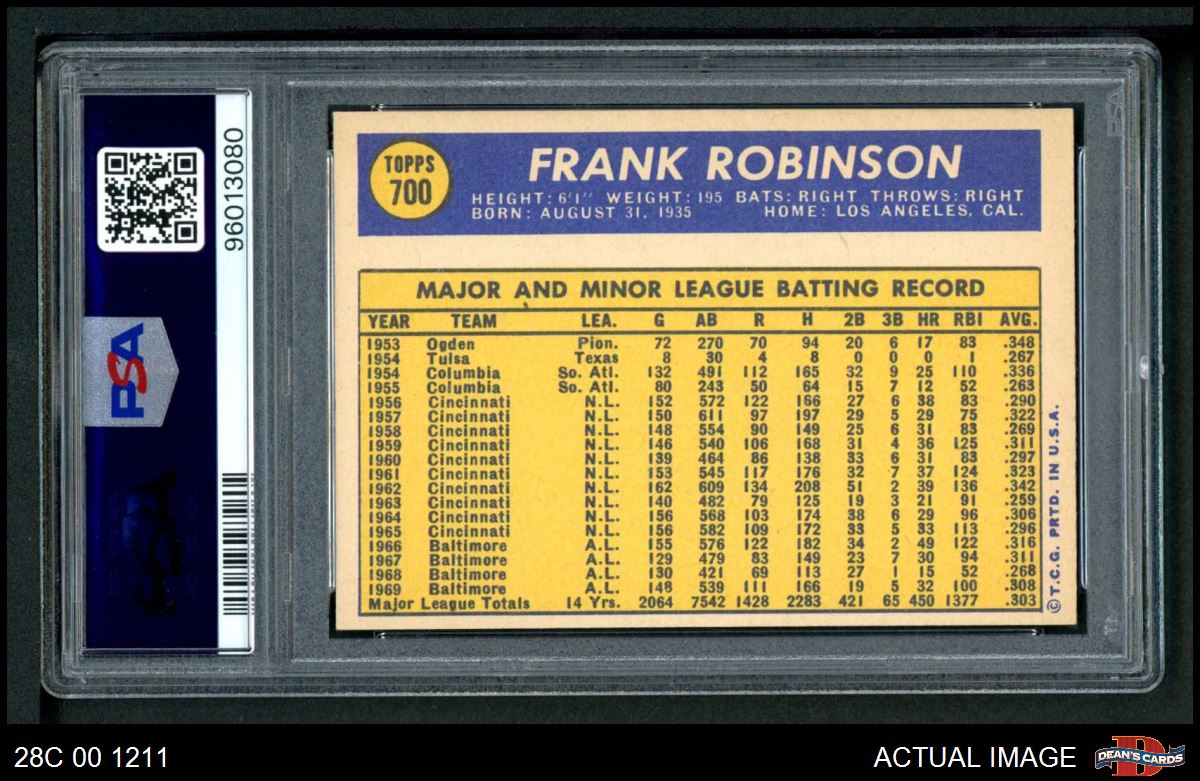 96013080
PSA
TOPPS
700
FRANK ROBINSON
HEIGHT: 6'1" WEIGHT: 195 BATS: RIGHT THROWS: RIGHT
BORN: AUGUST 31, 1935 HOME: LOS ANGELES, CAL.
MAJOR AND MINOR LEAGUE BATTING RECORD
YEAR TEAM LEA. G AB R H 2B 3B HR RBI AVG.
1953 Ogden Pion. 72 270 70 94 20 6 17 83 .348
1954 Tulsa Texas 8 30 4 8 0 0 0 1 .267
1954 Columbia So. Atl. 132 491 112 165 32 9 25 110 .336
1955 Columbia So. Atl. 80 243 50 64 15 7 12 52 .263
1956 Cincinnati N.L. 152 572 122 166 27 6 38 83 .290
1957 Cincinnati N.L. 150 611 97 197 29 5 29 75 .322
1958 Cincinnati N.L. 148 554 90 149 25 6 31 83 .269
1959 Cincinnati N.L. 146 540 106 168 31 4 36 125 .311
1960 Cincinnati N.L. 139 464 86 138 33 6 31 83 .297
1961 Cincinnati N.L. 153 545 117 176 32 7 37 124 .323
1962 Cincinnati N.L. 162 609 134 208 51 2 39 136 .342
1963 Cincinnati N.L. 140 482 79 125 19 3 21 91 .259
1964 Cincinnati N.L. 156 568 103 174 38 6 29 96 .306
1965 Cincinnati N.L. 156 582 109 172 33 5 33 113 .296
1966 Baltimore A.L. 155 576 122 182 34 2 49 122 .316
1967 Baltimore A.L. 129 479 83 149 23 7 30 94 .311
1968 Baltimore A.L. 130 421 69 113 27 1 15 52 .268
1969 Baltimore A.L. 148 539 111 166 19 5 32 100 .308
Major League Totals 14 Yrs. 2064 7542 1428 2283 421 65 450 1377 .303
© T.C.G. PRTD. IN U.S.A.
PSA
28C 00 1211
ACTUAL IMAGE
D
DEAN'S CARDS